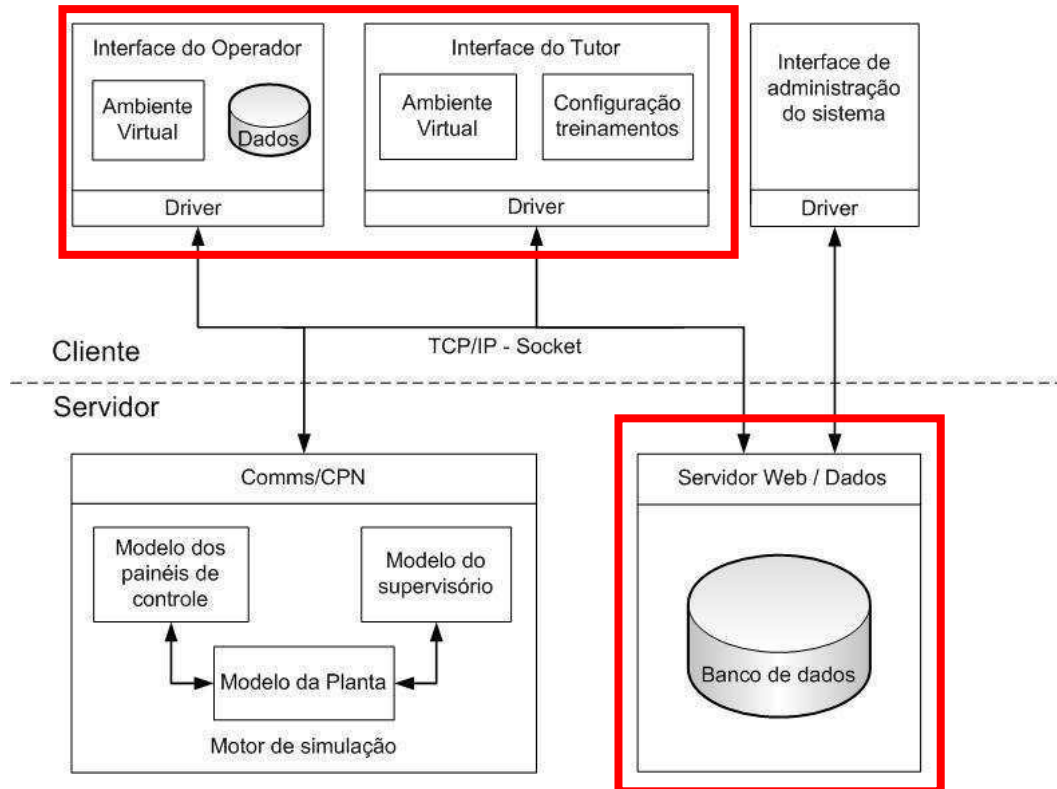 Interface do Operador
Ambiente
Virtual
Dados
Driver
Interface do Tutor
Ambiente
Virtual
Configuração
treinamentos
Driver
Interface de
administração
do sistema
Driver
TCP/IP - Socket
Cliente
Servidor
Comms/CPN
Modelo dos
painéis de
controle
Modelo do
supervisório
Modelo da Planta
Motor de simulação
Servidor Web / Dados
Banco de dados